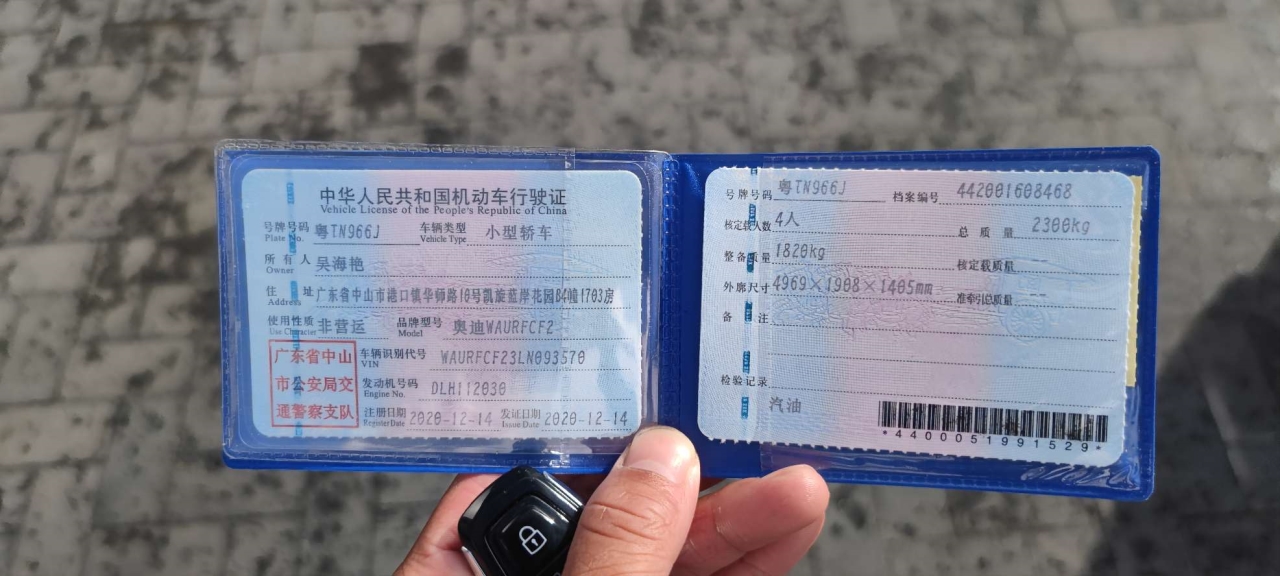 中华人民共和国机动车行驶证
Vehicle License of the People's Republic of China
号牌号码 粤TN966J 车辆类型 小型轿车
Plate No. Vehicle Type
所有人 吴海艳
Owner
住址 广东省中山市港口镇华师路18号凯旋蓝岸花园B4幢1703房
Address
使用性质 非营运 品牌型号 奥迪WAURFCF2
Use Character Model
广东省中山
市公安局交
通警察支队
车辆识别代号 WAURFCF23LN093570
VIN
发动机号码 DLH112030
Engine No.
注册日期 2020-12-14 发证日期 2020-12-14
Register Date Issue Date
号牌号码 粤TN966J 档案编号 442001608468
核定载人数 4人 总质量 2300kg
整备质量 1820kg 核定载质量 --
外廓尺寸 4969×1908×1405mm 准牵引总质量 --
备注
检验记录
汽油
*4400051991529*